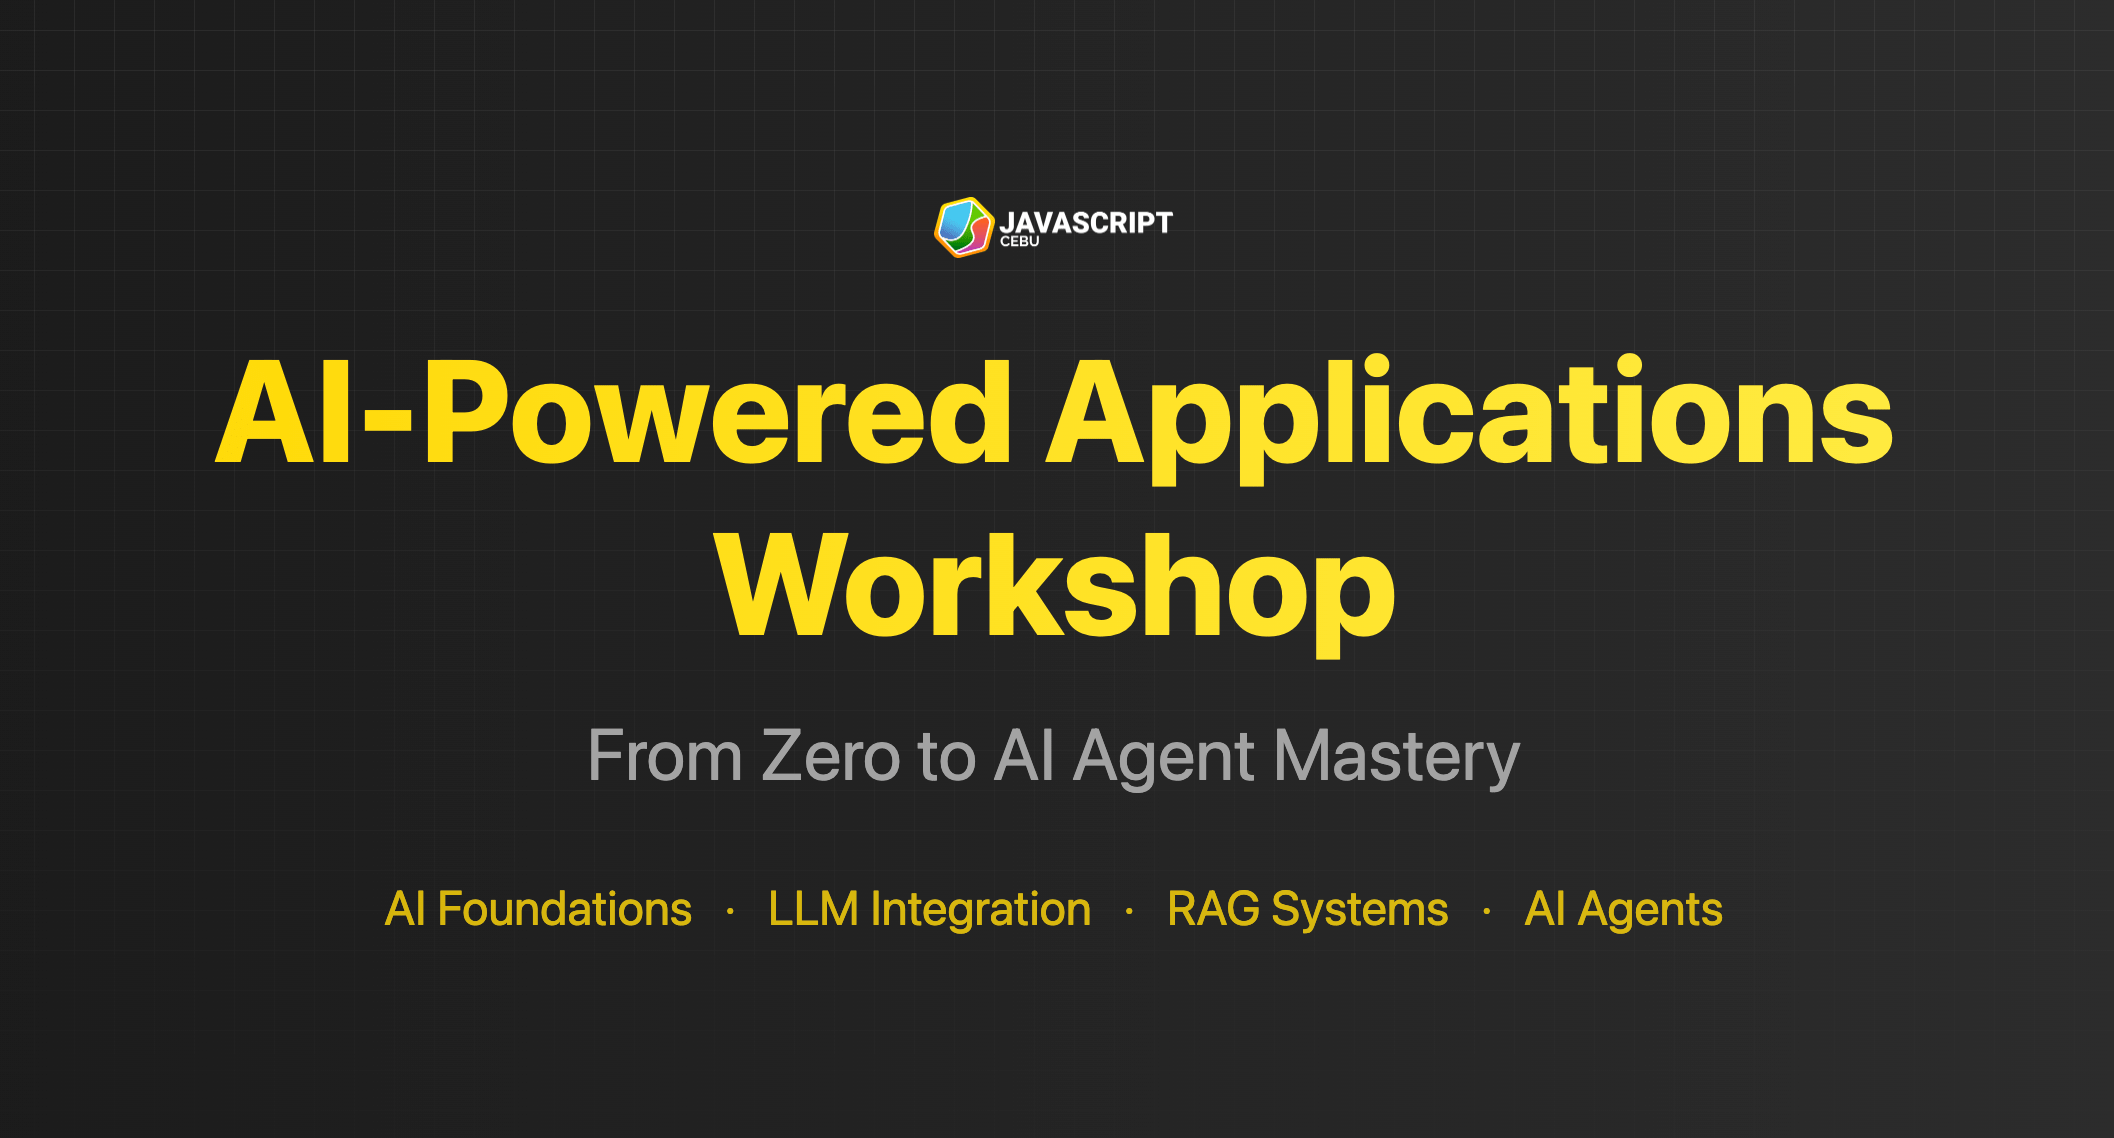 JAVASCRIPT
CEBU
AI-Powered Applications
Workshop
From Zero to AI Agent Mastery
AI Foundations · LLM Integration · RAG Systems · AI Agents